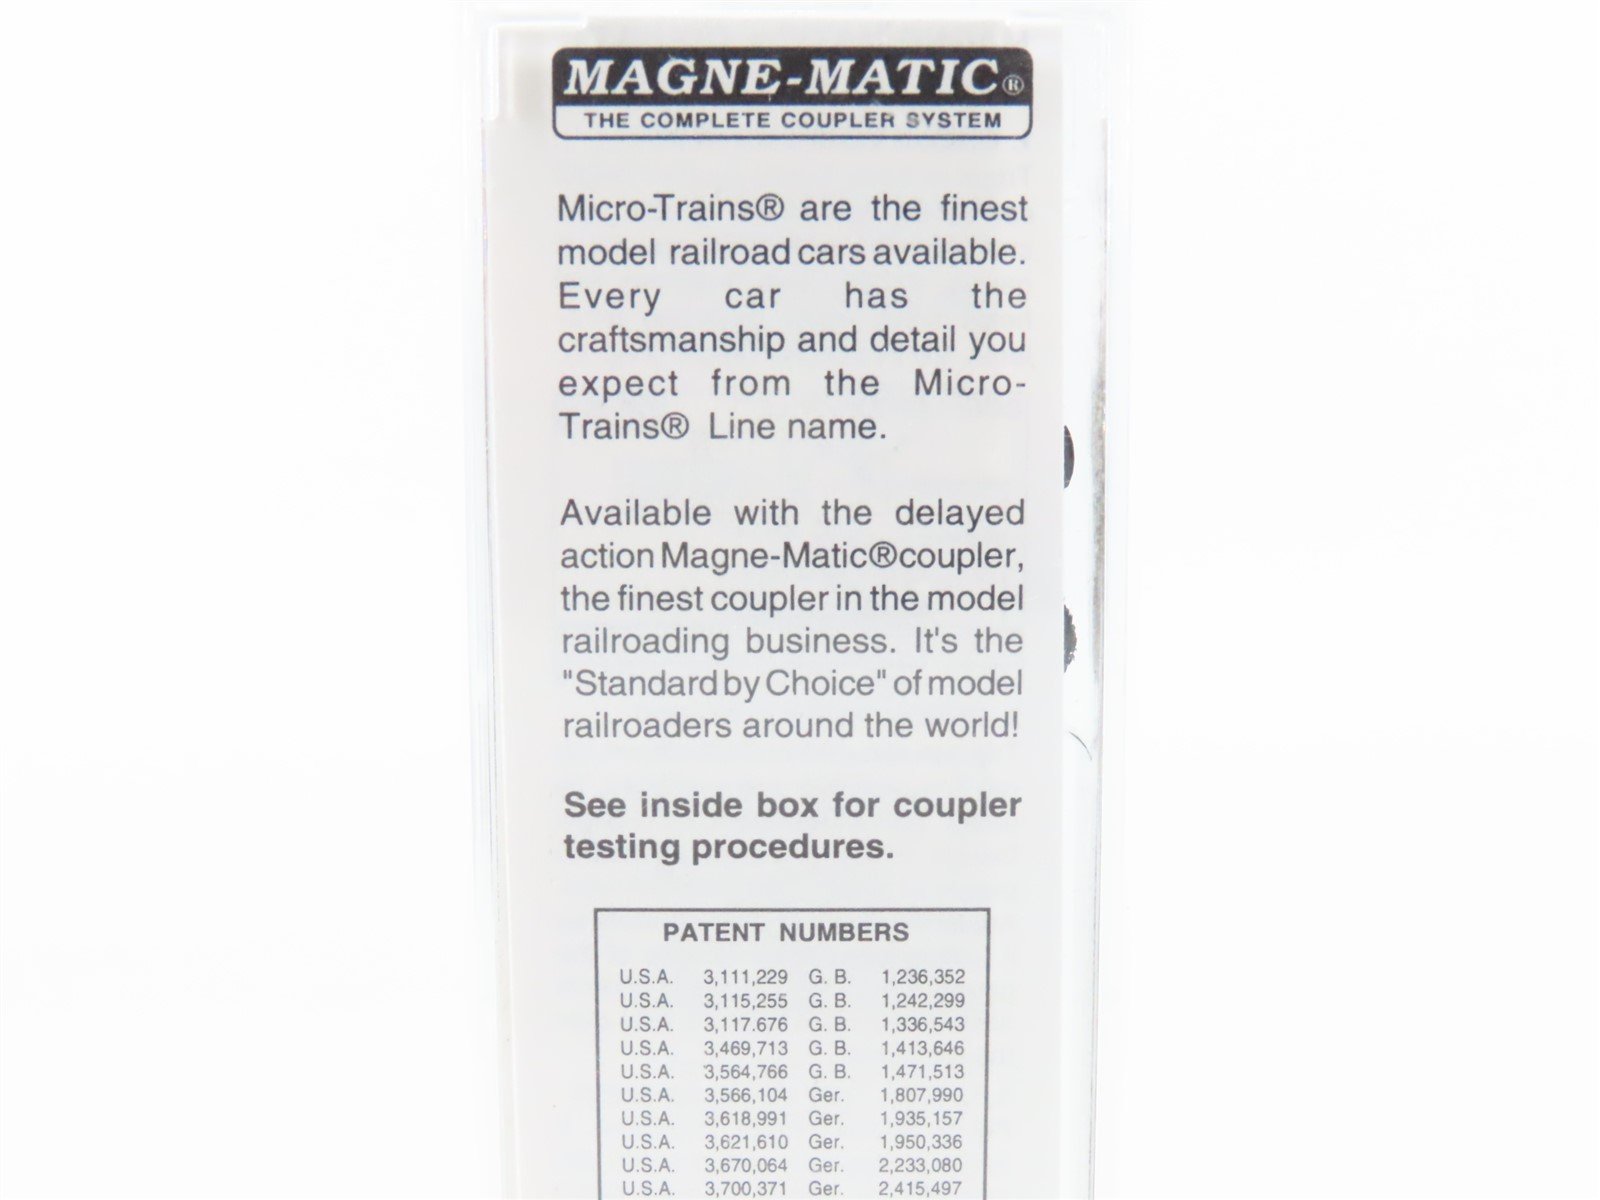 MAGNE-MATIC®
THE COMPLETE COUPLER SYSTEM
Micro-Trains® are the finest
model railroad cars available.
Every car has the
craftsmanship and detail you
expect from the Micro-
Trains® Line name.
Available with the delayed
action Magne-Matic®coupler,
the finest coupler in the model
railroading business. It's the
"Standard by Choice" of model
railroaders around the world!
See inside box for coupler
testing procedures.
PATENT NUMBERS
U.S.A. 3,111,229 G. B. 1,236,352
U.S.A. 3,115,255 G. B. 1,242,299
U.S.A. 3,117.676 G. B. 1,336,543
U.S.A. 3,469,713 G. B. 1,413,646
U.S.A. 3,564,766 G. B. 1,471,513
U.S.A. 3,566,104 Ger. 1,807,990
U.S.A. 3,618,991 Ger. 1,935,157
U.S.A. 3,621,610 Ger. 1,950,336
U.S.A. 3,670,064 Ger. 2,233,080
U.S.A. 3,700,371 Ger. 2,415,497